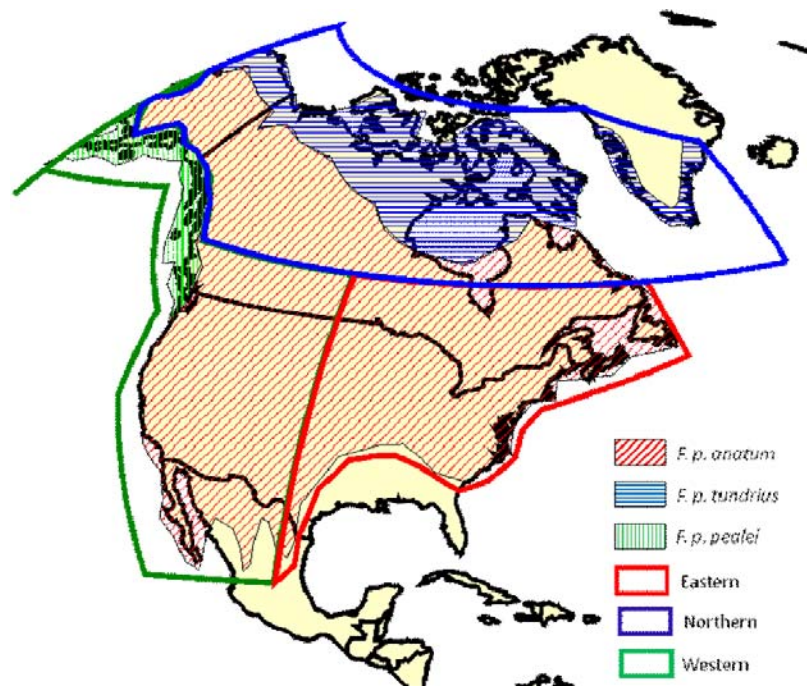 F. p. anatum
F. p. tundrius
F. p. pealei
Eastern
Northern
Western